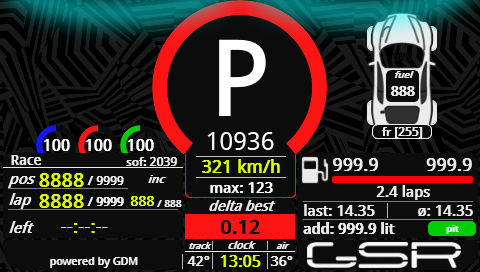 P
10936
321 km/h
max: 123
fuel
888
fr [255]
100 100 100
Race soft: 2039
pos 8888 / 9999 inc
lap 8888 / 9999 888 / 888
left --:--:--
powered by GDM
delta best
0.12
track clock air
42° 13:05 36°
999.9 999.9
2.4 laps
last: 14.35 ø: 14.35
add: 999.9 lit pit
GSR